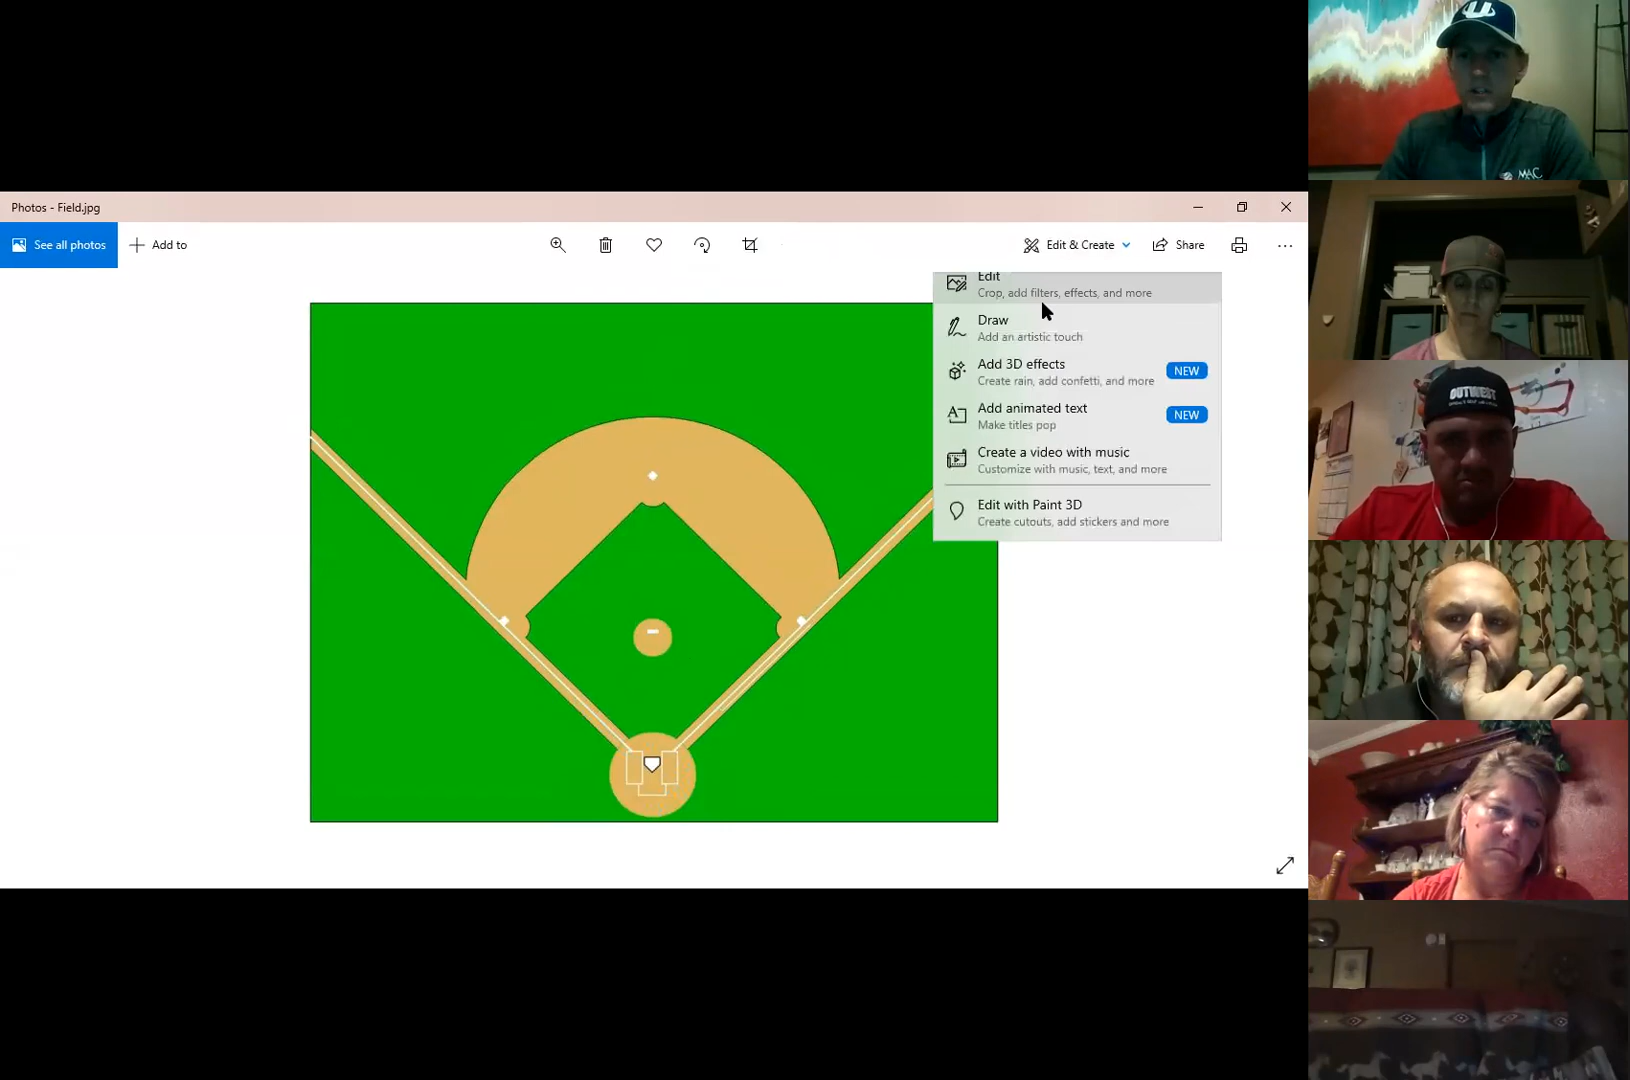 Photos - Field.jpg
See all photos
Add to
Edit & Create
Share
Edit
Crop, add filters, effects, and more
Draw
Add an artistic touch
Add 3D effects
Create rain, add confetti, and more
NEW
Add animated text
Make titles pop
NEW
Create a video with music
Customize with music, text, and more
Edit with Paint 3D
Create cutouts, add stickers and more
MAC
OUTWEST